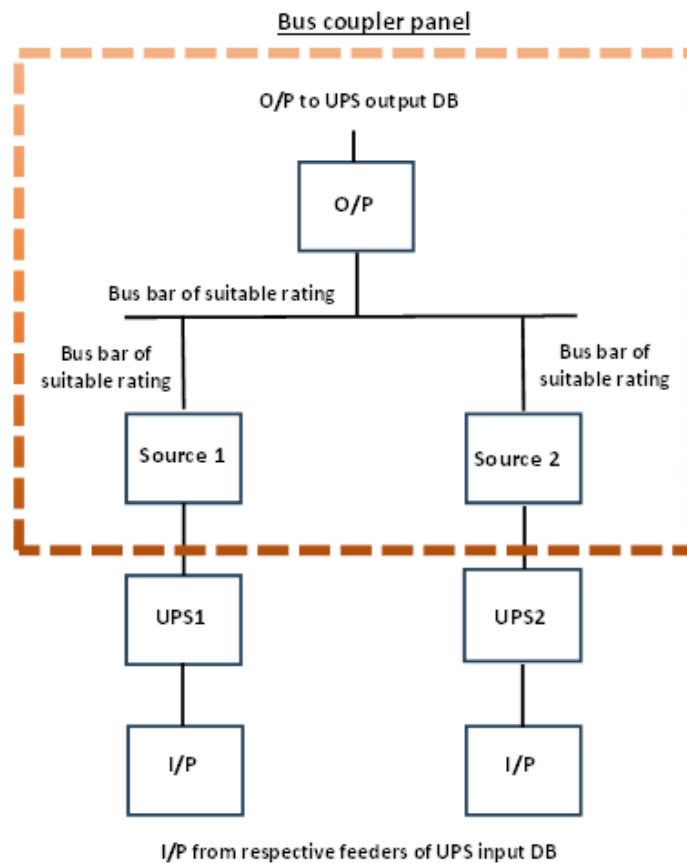 Bus coupler panel
O/P to UPS output DB
O/P
Bus bar of suitable rating
Bus bar of
suitable rating
Bus bar of
suitable rating
Source 1
Source 2
UPS1
UPS2
I/P
I/P
I/P from respective feeders of UPS input DB